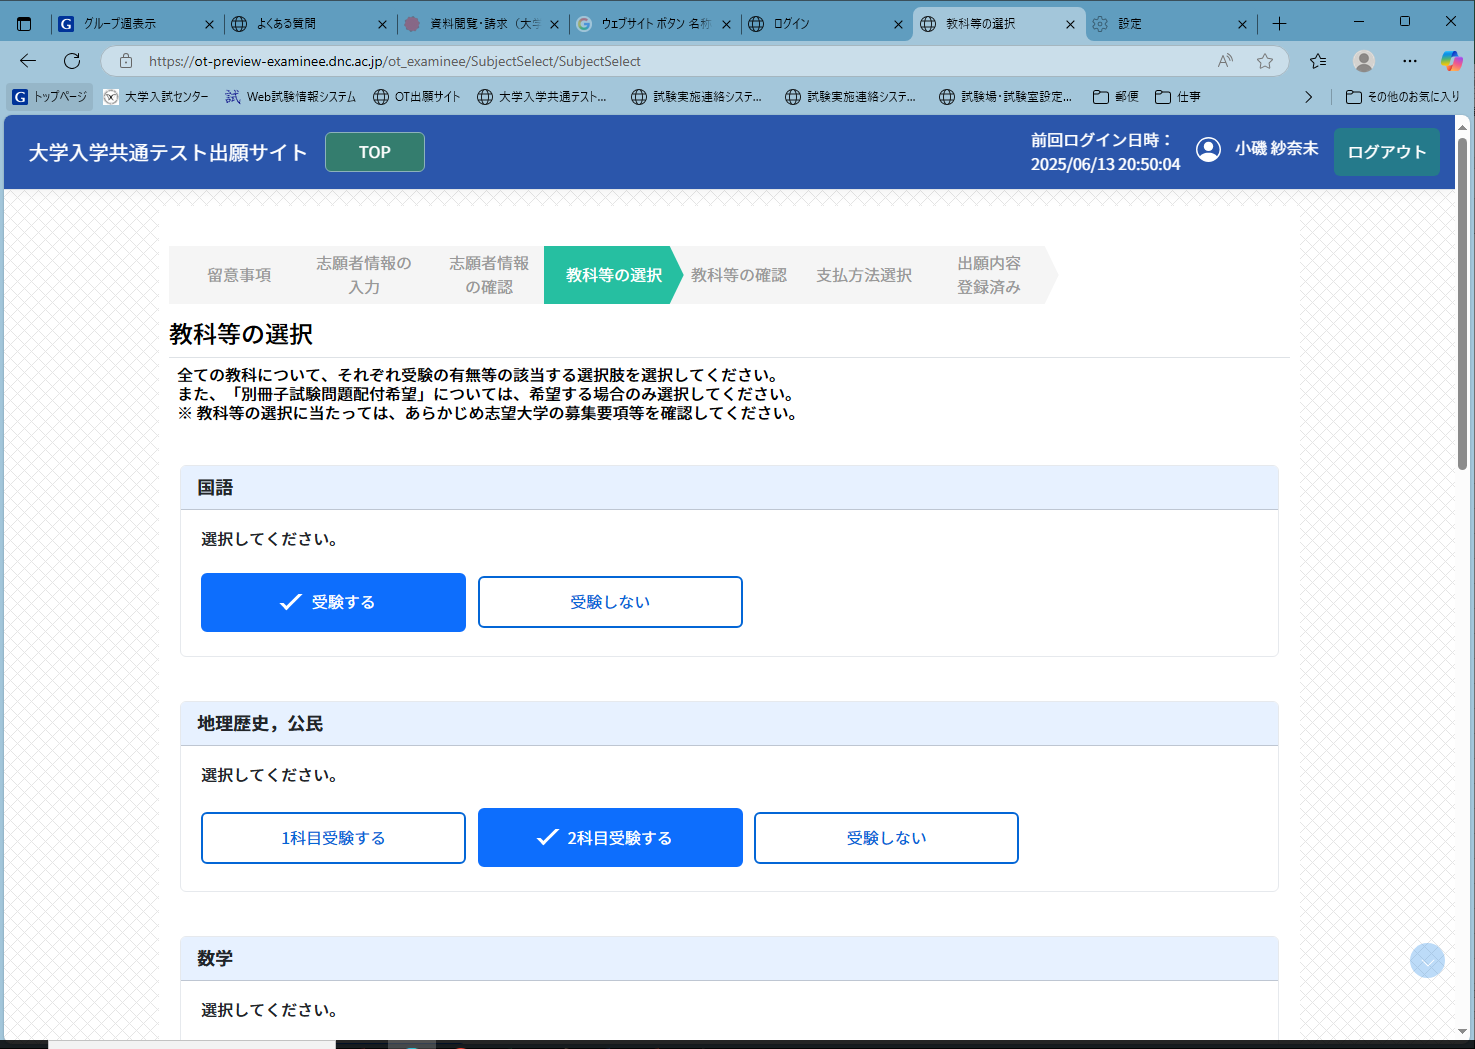 グループ週表示
よくある質問
資料閲覧・請求（大学
ウェブサイト ボタン 名称
ログイン
教科等の選択
設定
https://ot-preview-examinee.dnc.ac.jp/ot_examinee/SubjectSelect/SubjectSelect
トップページ
大学入試センター
Web試験情報システム
OT出願サイト
大学入学共通テスト...
試験実施連絡システ...
試験実施連絡システ...
試験場・試験室設定...
郵便
仕事
その他のお気に入り
大学入学共通テスト出願サイト
TOP
前回ログイン日時：
2025/06/13 20:50:04
小磯 紗奈未
ログアウト
留意事項
志願者情報の
入力
志願者情報
の確認
教科等の選択
教科等の確認
支払方法選択
出願内容
登録済み
教科等の選択
全ての教科について、それぞれ受験の有無等の該当する選択肢を選択してください。
また、「別冊子試験問題配付希望」については、希望する場合のみ選択してください。
※ 教科等の選択に当たっては、あらかじめ志望大学の募集要項等を確認してください。
国語
選択してください。
受験する
受験しない
地理歴史，公民
選択してください。
1科目受験する
2科目受験する
受験しない
数学
選択してください。